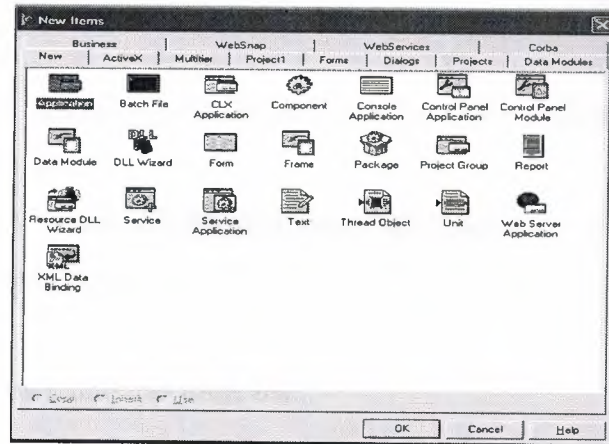 New Items
Business WebSnap WebServices Corba
New ActiveX Multitier Project1 Forms Dialogs Projects Data Modules
Application Batch File CLX Application Component Console Application Control Panel Application Control Panel Module
Data Module DLL Wizard Form Frame Package Project Group Report
Resource DLL Wizard Service Service Application Text Thread Object Unit Web Server Application
XML Data Binding
Copy Inherit Use
OK Cancel Help